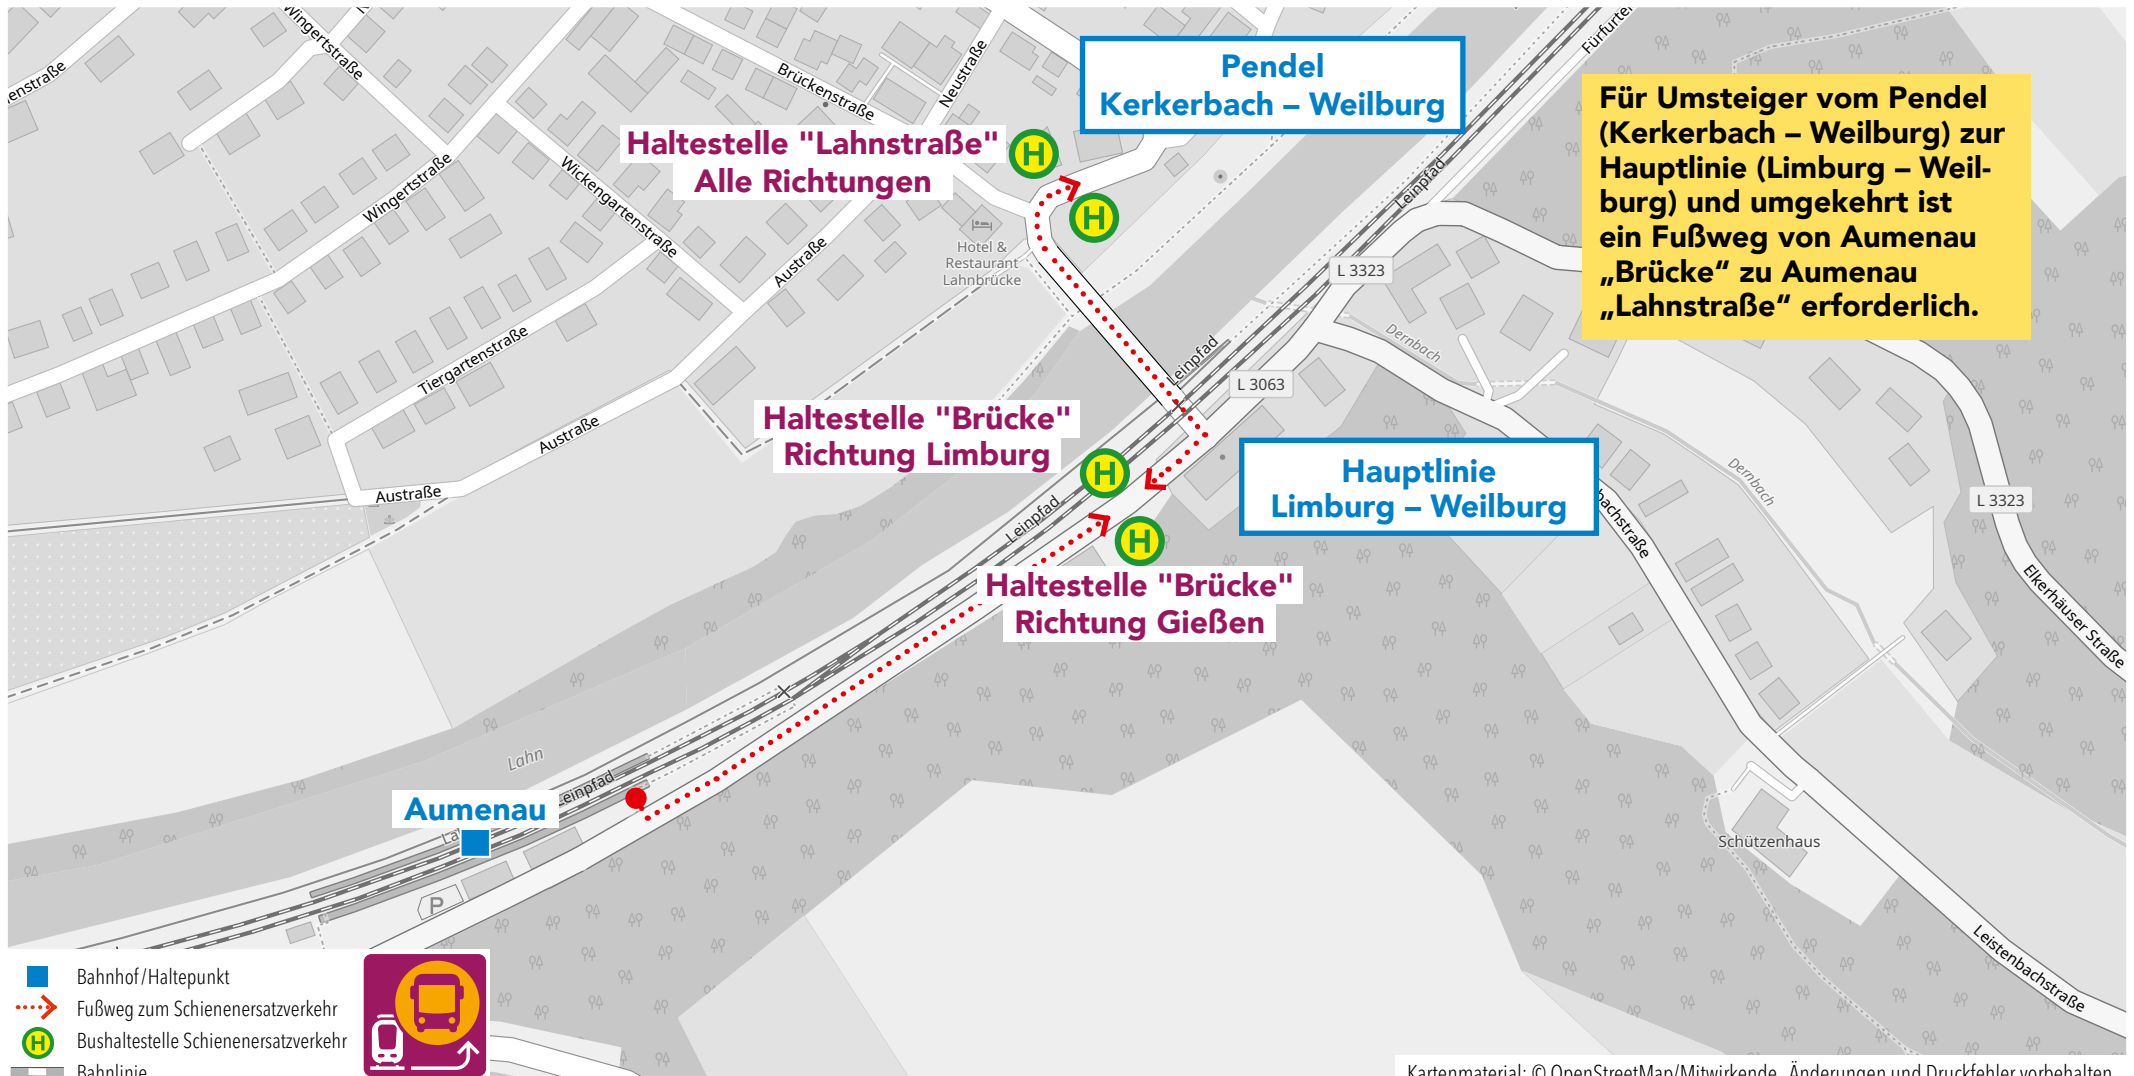 Wingertstraße
enstraße
Brückenstraße
Neustraße
Pendel
Kerkerbach – Weilburg
Für Umsteiger vom Pendel
(Kerkerbach – Weilburg) zur
Hauptlinie (Limburg – Weil-
burg) und umgekehrt ist
ein Fußweg von Aumenau
„Brücke“ zu Aumenau
„Lahnstraße“ erforderlich.
Haltestelle "Lahnstraße"
Alle Richtungen
H
H
Wingertstraße
Wickengartenstraße
Austraße
Hotel &
Restaurant
Lahnbrücke
Leinpfad
L 3323
Dernbach
Leinpfad
L 3063
Tiergartenstraße
Austraße
Austraße
Haltestelle "Brücke"
Richtung Limburg
H
Hauptlinie
Limburg – Weilburg
Leinpfad
H
Haltestelle "Brücke"
Richtung Gießen
bachstraße
Dernbach
L 3323
Elkerhäuser Straße
Lahn
Leinpfad
Aumenau
P
Schützenhaus
Leistenbachstraße
Bahnhof/Haltepunkt
Fußweg zum Schienenersatzverkehr
H
Bushaltestelle Schienenersatzverkehr
Bahnlinie
Kartenmaterial: © OpenStreetMap/Mitwirkende, Änderungen und Druckfehler vorbehalten